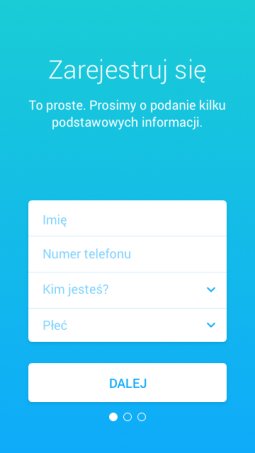 Zarejestruj się
To proste. Prosimy o podanie kilku
podstawowych informacji.
Imię
Numer telefonu
Kim jesteś?
Płeć
DALEJ